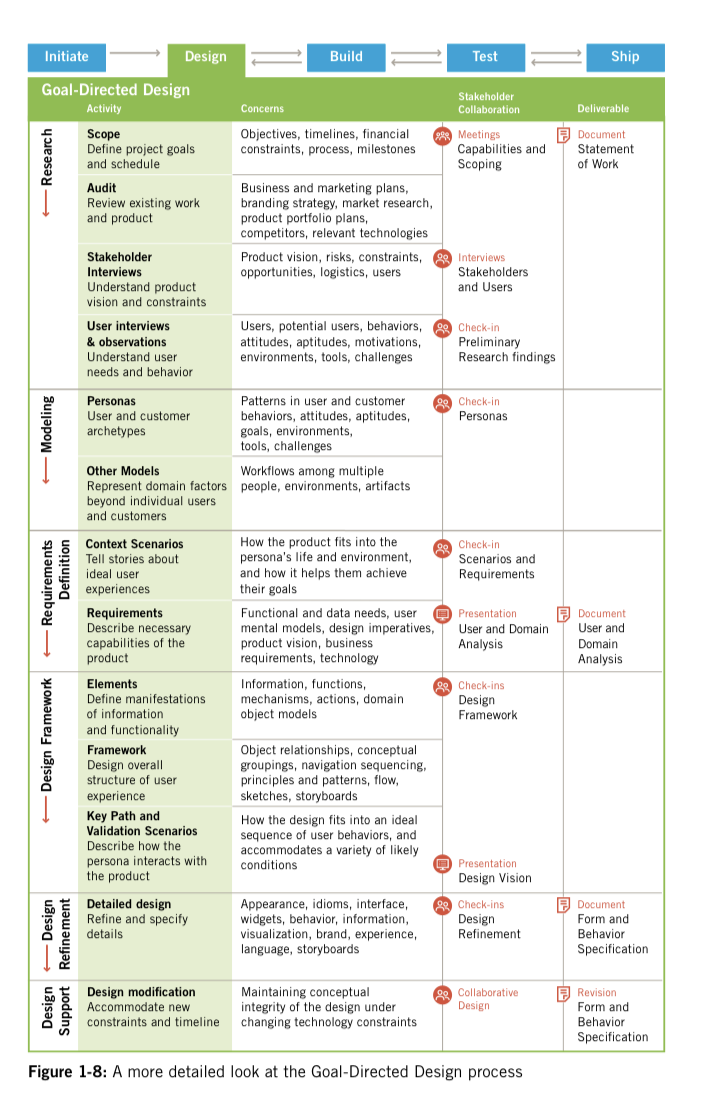 Initiate
Design
Build
Test
Ship
Goal-Directed Design
Activity
Concerns
Stakeholder
Collaboration
Deliverable
Research
Scope
Define project goals
and schedule
Objectives, timelines, financial
constraints, process, milestones
Meetings
Capabilities and
Scoping
Document
Statement
of Work
Audit
Review existing work
and product
Business and marketing plans,
branding strategy, market research,
product portfolio plans,
competitors, relevant technologies
Stakeholder
Interviews
Understand product
vision and constraints
Product vision, risks, constraints,
opportunities, logistics, users
Interviews
Stakeholders
and Users
User interviews
& observations
Understand user
needs and behavior
Users, potential users, behaviors,
attitudes, aptitudes, motivations,
environments, tools, challenges
Check-in
Preliminary
Research findings
Modeling
Personas
User and customer
archetypes
Patterns in user and customer
behaviors, attitudes, aptitudes,
goals, environments,
tools, challenges
Check-in
Personas
Other Models
Represent domain factors
beyond individual users
and customers
Workflows among multiple
people, environments, artifacts
Requirements
Definition
Context Scenarios
Tell stories about
ideal user
experiences
How the product fits into the
persona's life and environment,
and how it helps them achieve
their goals
Check-in
Scenarios and
Requirements
Requirements
Describe necessary
capabilities of the
product
Functional and data needs, user
mental models, design imperatives,
product vision, business
requirements, technology
Presentation
User and Domain
Analysis
Document
User and
Domain
Analysis
Design Framework
Elements
Define manifestations
of information
and functionality
Information, functions,
mechanisms, actions, domain
object models
Check-ins
Design
Framework
Framework
Design overall
structure of user
experience
Object relationships, conceptual
groupings, navigation sequencing,
principles and patterns, flow,
sketches, storyboards
Key Path and
Validation Scenarios
Describe how the
persona interacts with
the product
How the design fits into an ideal
sequence of user behaviors, and
accommodates a variety of likely
conditions
Presentation
Design Vision
Design
Refinement
Detailed design
Refine and specify
details
Appearance, idioms, interface,
widgets, behavior, information,
visualization, brand, experience,
language, storyboards
Check-ins
Design
Refinement
Document
Form and
Behavior
Specification
Design
Support
Design modification
Accommodate new
constraints and timeline
Maintaining conceptual
integrity of the design under
changing technology constraints
Collaborative
Design
Revision
Form and
Behavior
Specification
Figure 1-8: A more detailed look at the Goal-Directed Design process